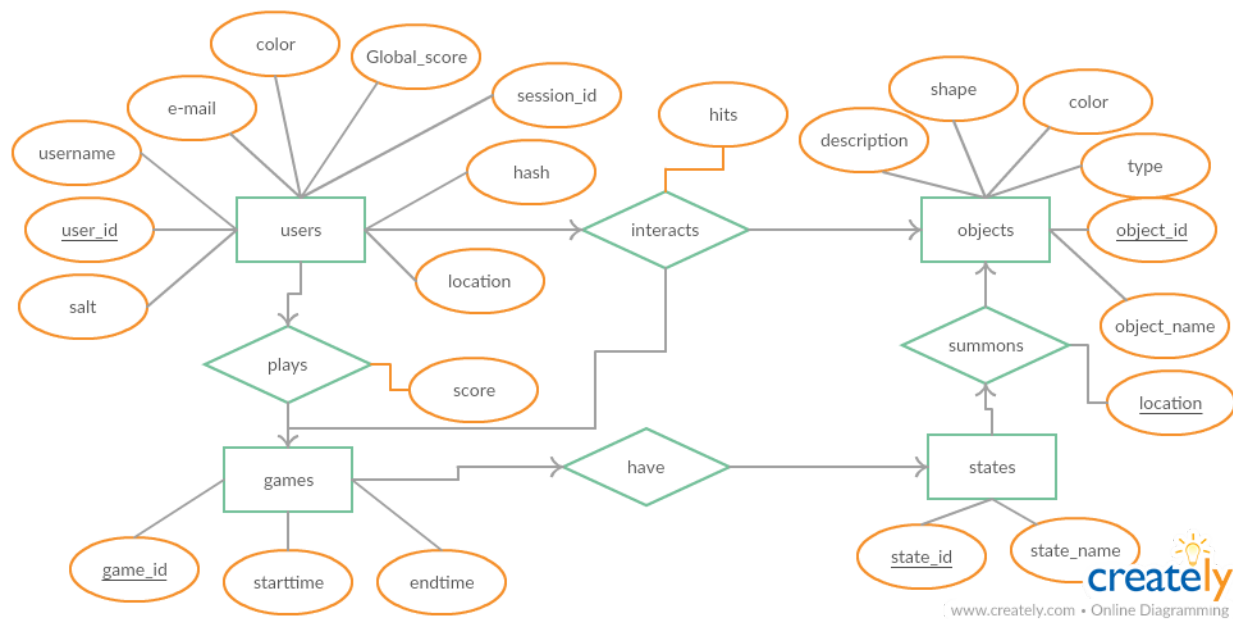 color
Global_score
e-mail
session_id
username
hash
user_id
users
location
salt
hits
interacts
shape
color
description
type
objects
object_id
object_name
plays
score
summons
location
games
have
states
game_id
starttime
endtime
state_id
state_name
creately
www.creately.com • Online Diagramming